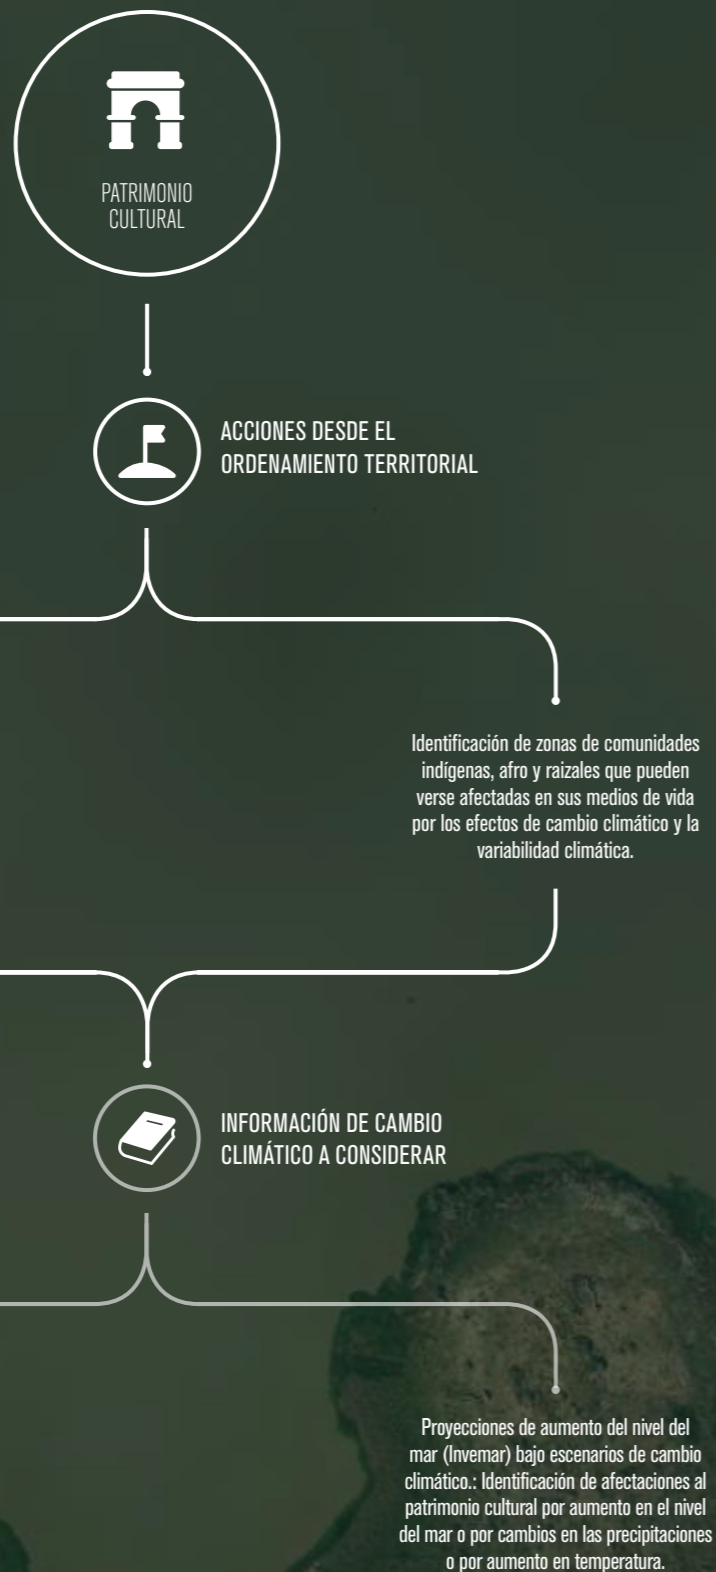 PATRIMONIO
CULTURAL
ACCIONES DESDE EL
ORDENAMIENTO TERRITORIAL
Identificación de zonas de comunidades
indígenas, afro y raizales que pueden
verse afectadas en sus medios de vida
por los efectos de cambio climático y la
variabilidad climática.
INFORMACIÓN DE CAMBIO
CLIMÁTICO A CONSIDERAR
Proyecciones de aumento del nivel del
mar (Invemar) bajo escenarios de cambio
climático.: Identificación de afectaciones al
patrimonio cultural por aumento en el nivel
del mar o por cambios en las precipitaciones
o por aumento en temperatura.